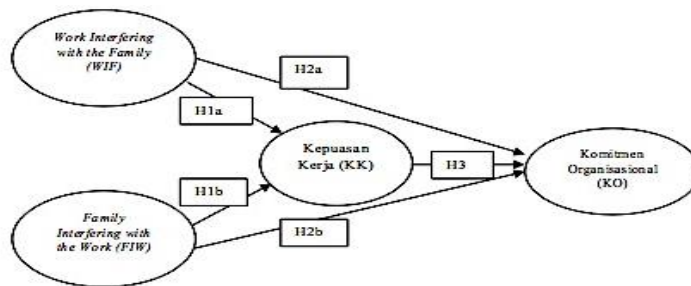 Work Interfering
with the Family
(WIF)
H2a
H1a
Kepuasan
Kerja (KK)
H3
Komitmen
Organisasional
(KO)
H1b
Family
Interfering with
the Work (FIW)
H2b